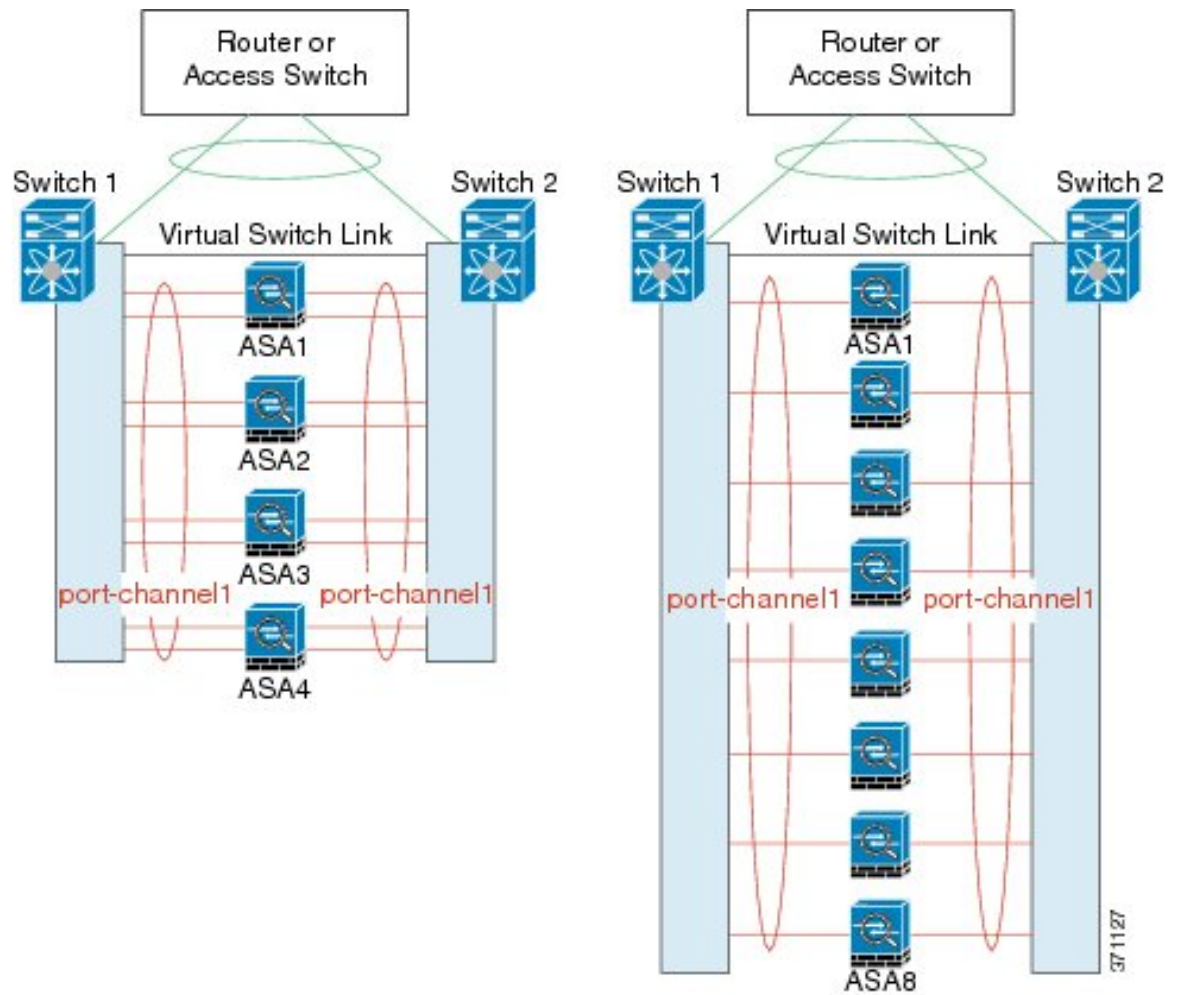 Router or
Access Switch
Switch 1
Switch 2
Virtual Switch Link
ASA1
ASA2
ASA3
port-channel1
port-channel1
ASA4
Router or
Access Switch
Switch 1
Switch 2
Virtual Switch Link
ASA1
port-channel1
port-channel1
ASA8
371127